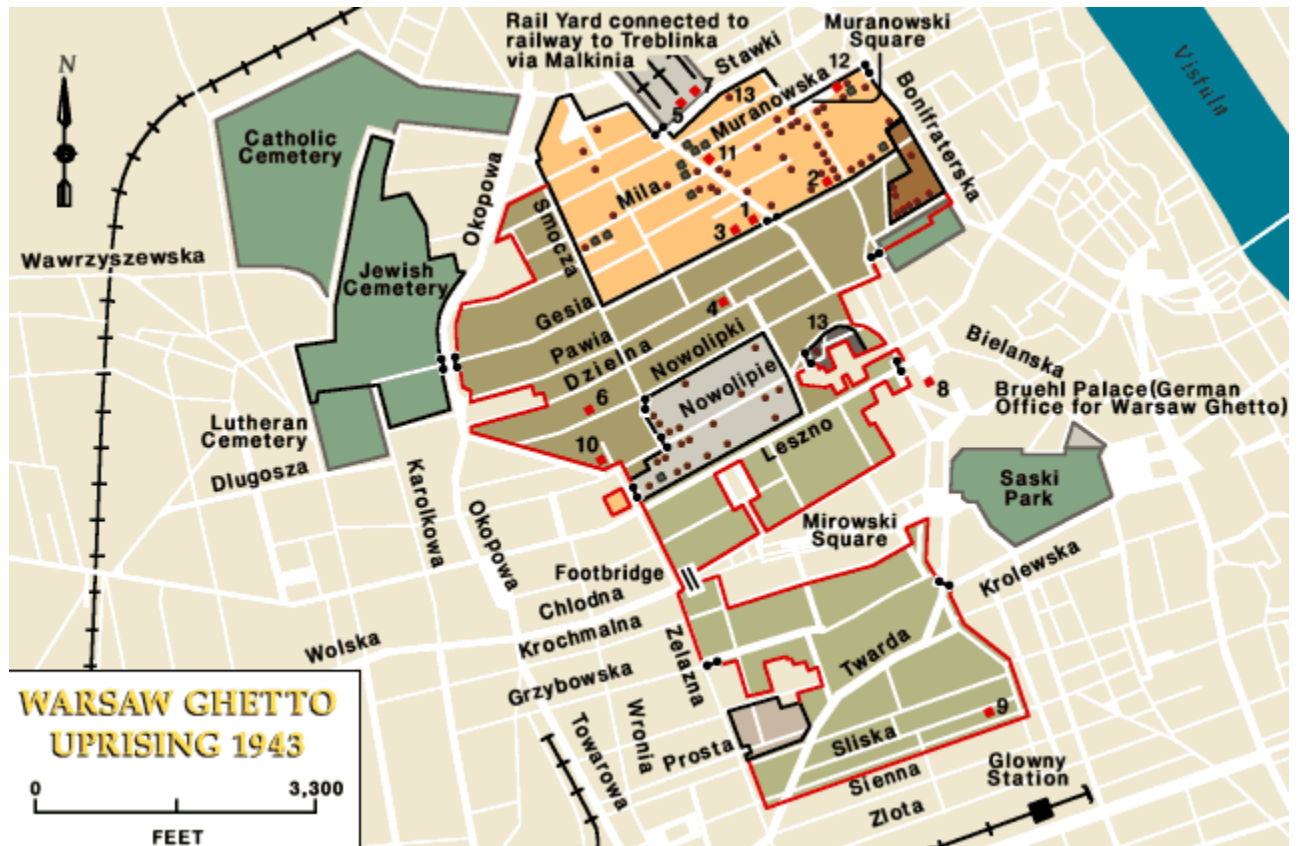 Rail Yard connected to
railway to Treblinka
via Malkinia
Muranowski
Square
N
Stawki
12
Vistula
13
Muranowska
Bonifraterska
5
Catholic
Cemetery
Okopowa
11
Mila
2
1
3
Smocza
Wawrzyszewska
Jewish
Cemetery
Gesia
4
Pawia
13
Dzielna
Nowolipki
Bielanska
Nowolipie
8
Bruehl Palace(German
Office for Warsaw Ghetto)
6
Lutheran
Cemetery
Leszno
10
Dlugosza
Saski
Park
Karolkowa
Okopowa
Mirowski
Square
Footbridge
Krolewska
Chlodna
Wolska
Krochmalna
Zelazna
Twarda
Grzybowska
WARSAW GHETTO
UPRISING 1943
Wronia
9
Towarowa
Prosta
Sliska
Sienna
Glowny
Station
Zlota
0
3,300
FEET